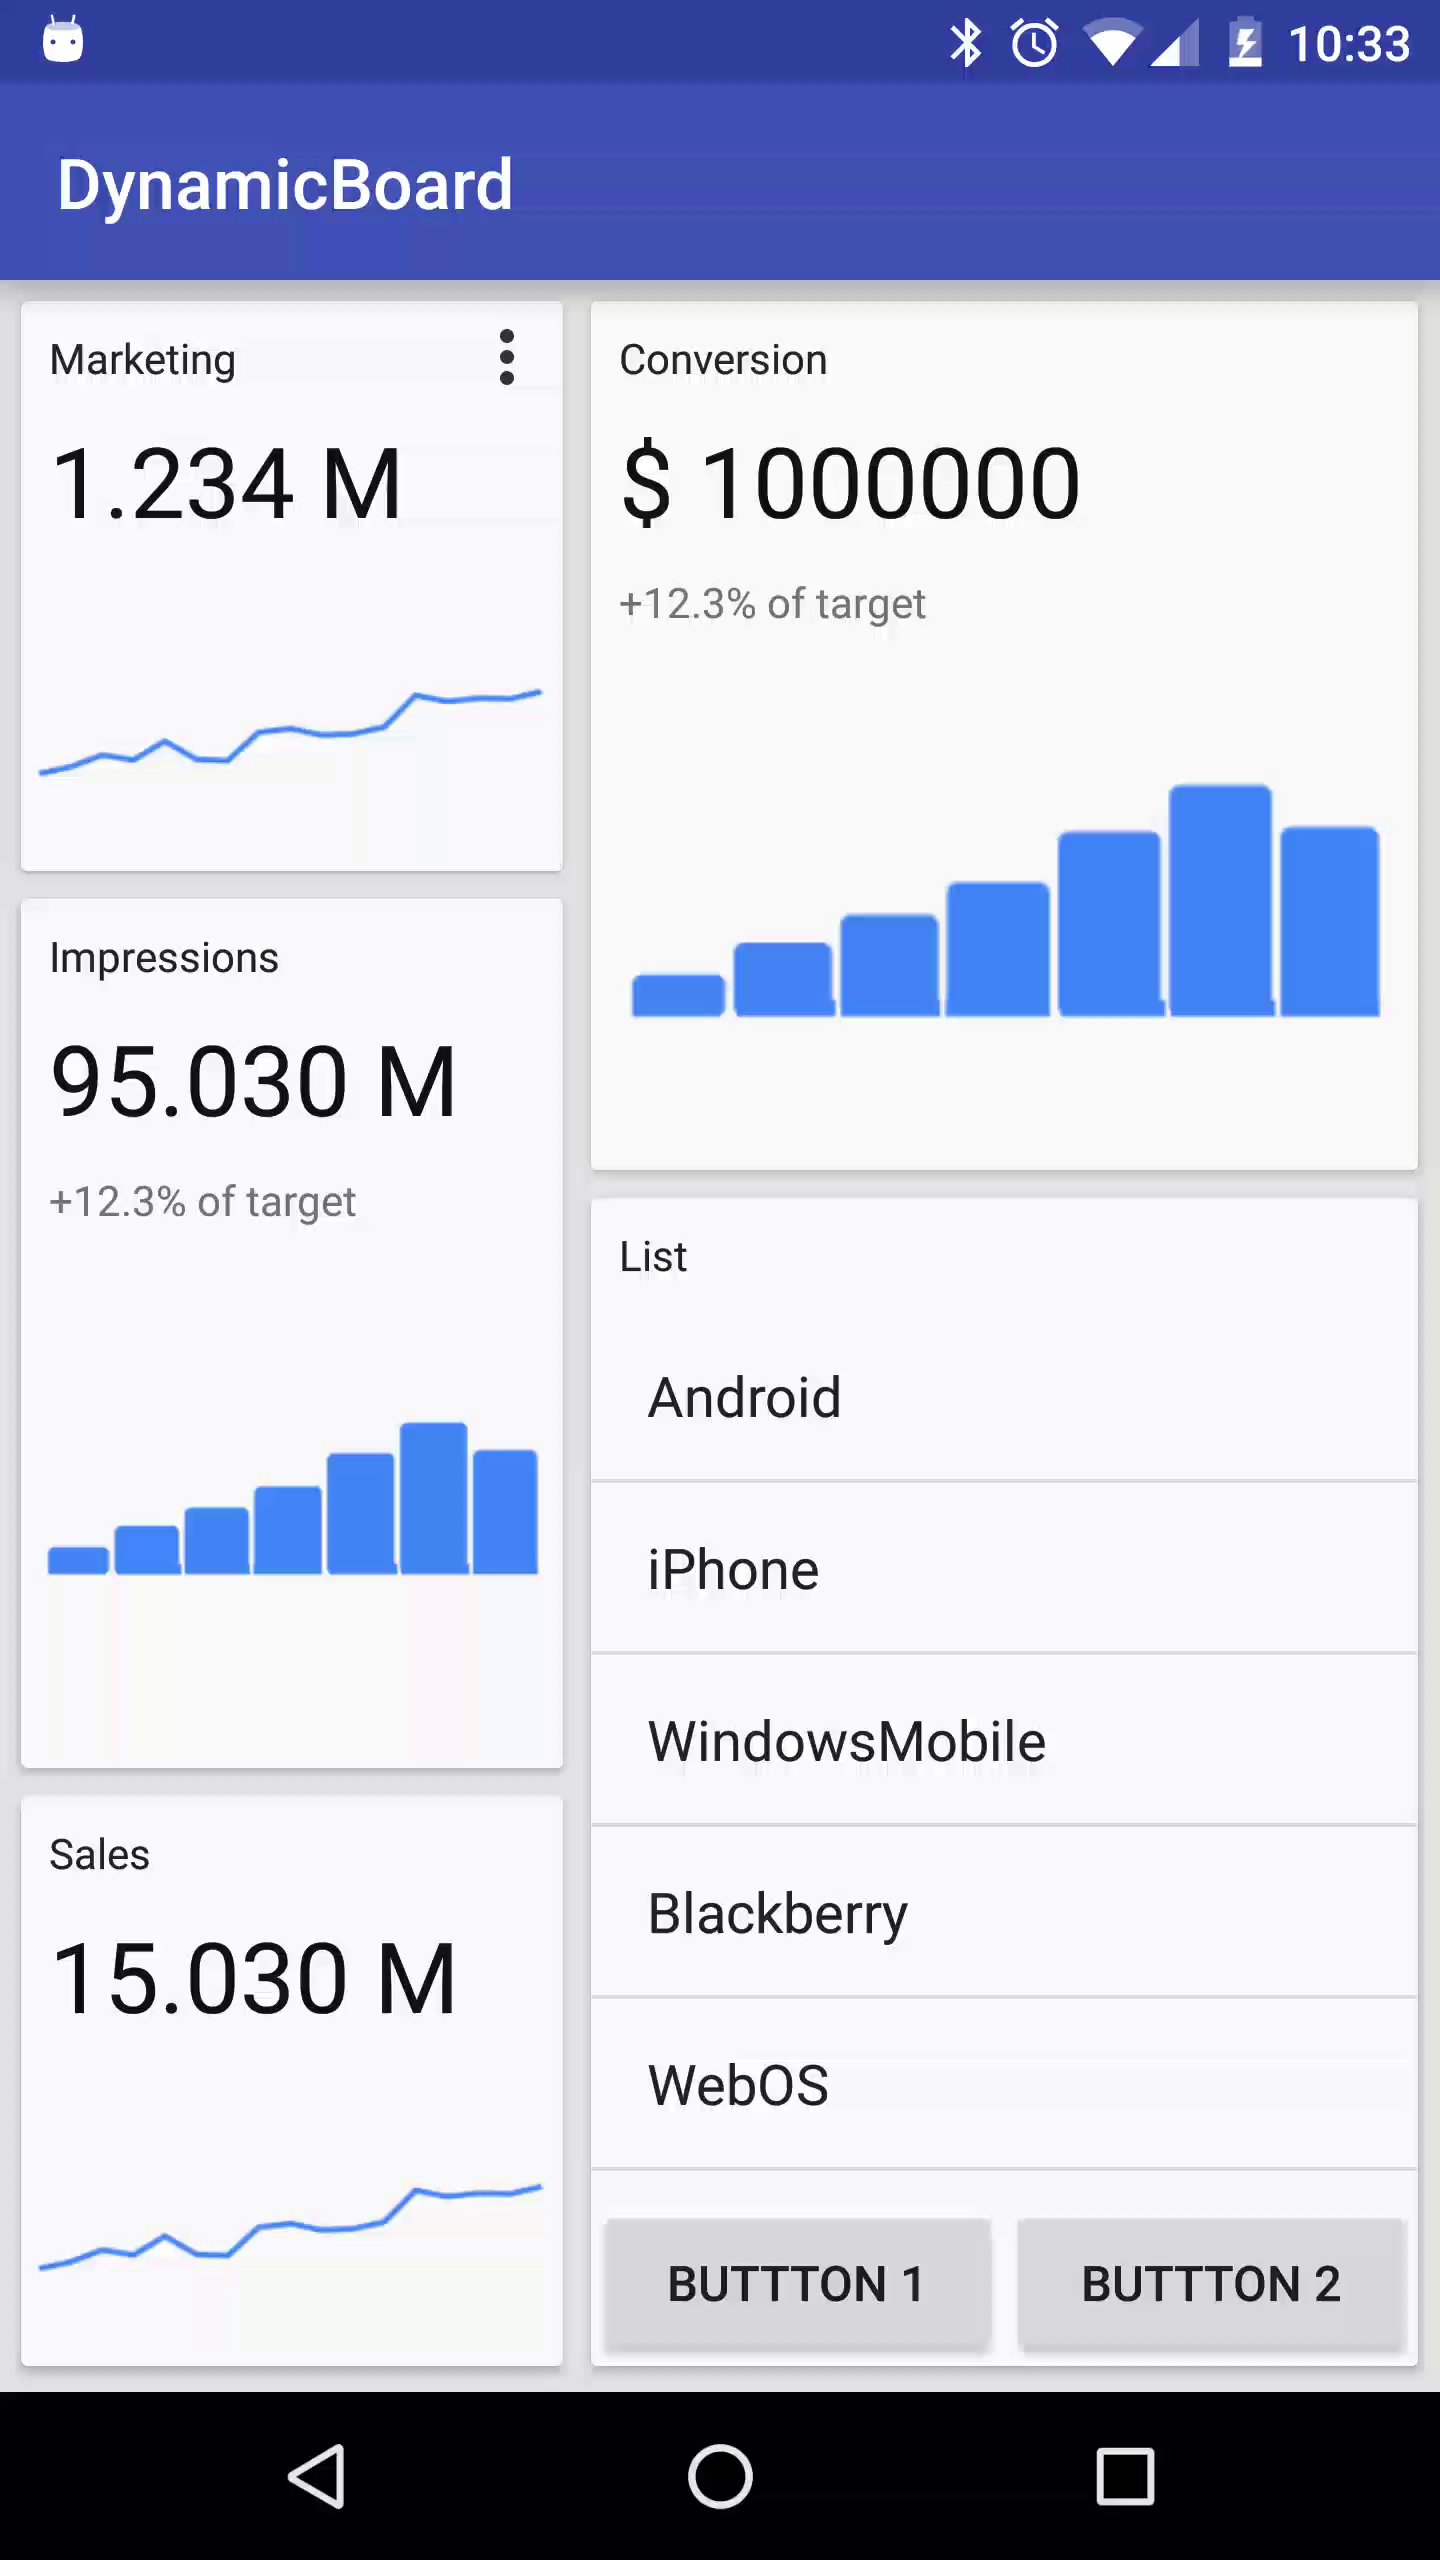 10:33
DynamicBoard
Marketing
1.234 M
Conversion
$ 1000000
+12.3% of target
Impressions
95.030 M
+12.3% of target
List
Android
iPhone
WindowsMobile
Blackberry
WebOS
BUTTTON 1
BUTTTON 2
Sales
15.030 M